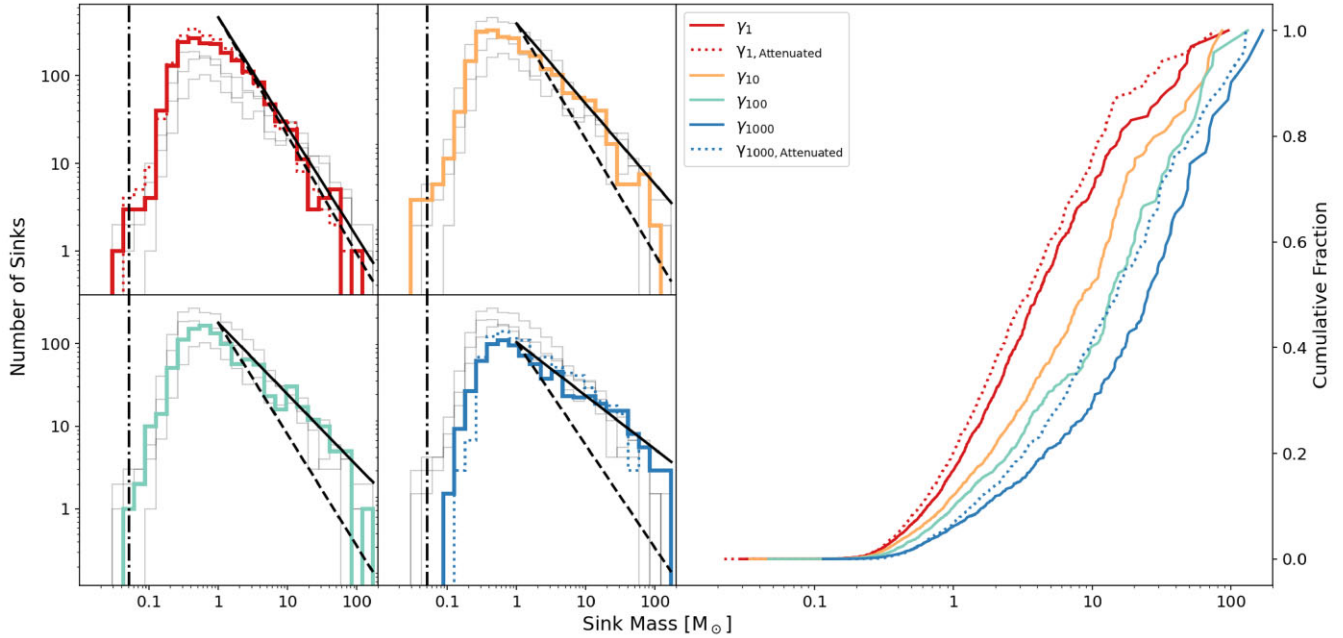 Number of Sinks
100
10
1
100
10
1
0.1
1
10
100
0.1
1
10
100
Sink Mass [M⊙]
γ1
γ1, Attenuated
γ10
γ100
γ1000
γ1000, Attenuated
0.1
1
10
100
1.0
0.8
0.6
0.4
0.2
0.0
Cumulative Fraction